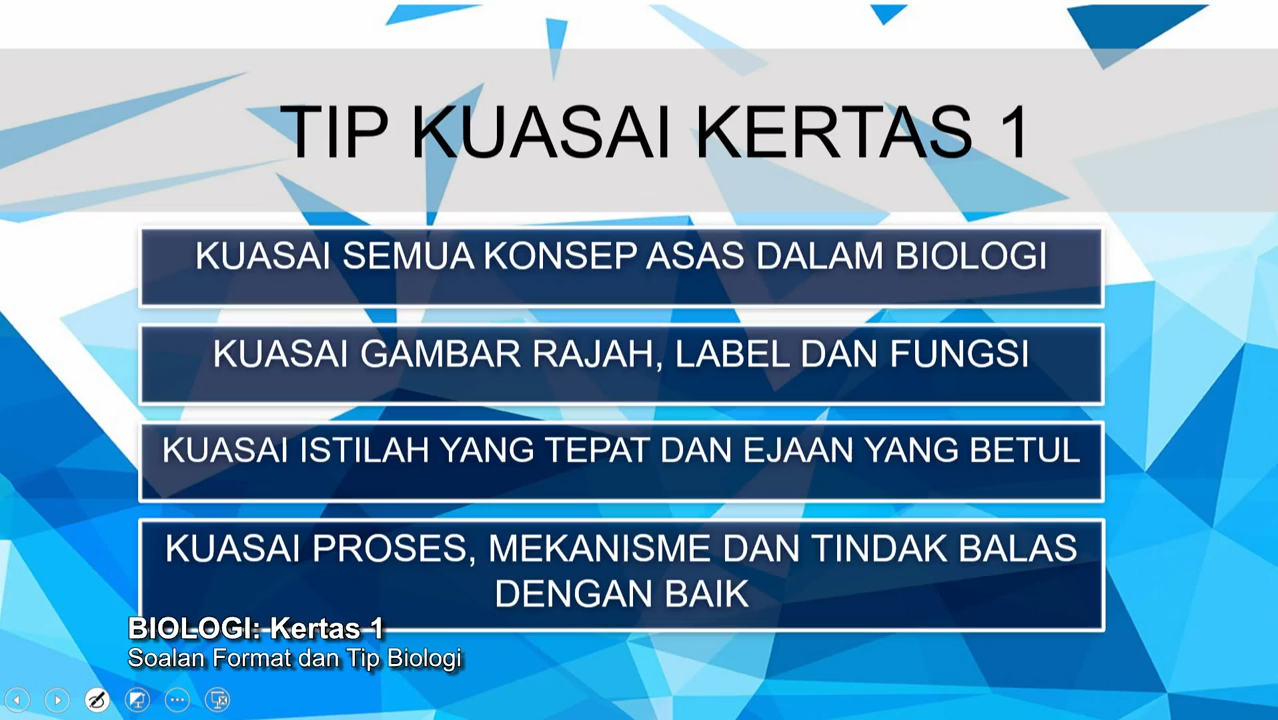 TIP KUASAI KERTAS 1
KUASAI SEMUA KONSEP ASAS DALAM BIOLOGI
KUASAI GAMBAR RAJAH, LABEL DAN FUNGSI
KUASAI ISTILAH YANG TEPAT DAN EJAAN YANG BETUL
KUASAI PROSES, MEKANISME DAN TINDAK BALAS
DENGAN BAIK
BIOLOGI: Kertas 1
Soalan Format dan Tip Biologi